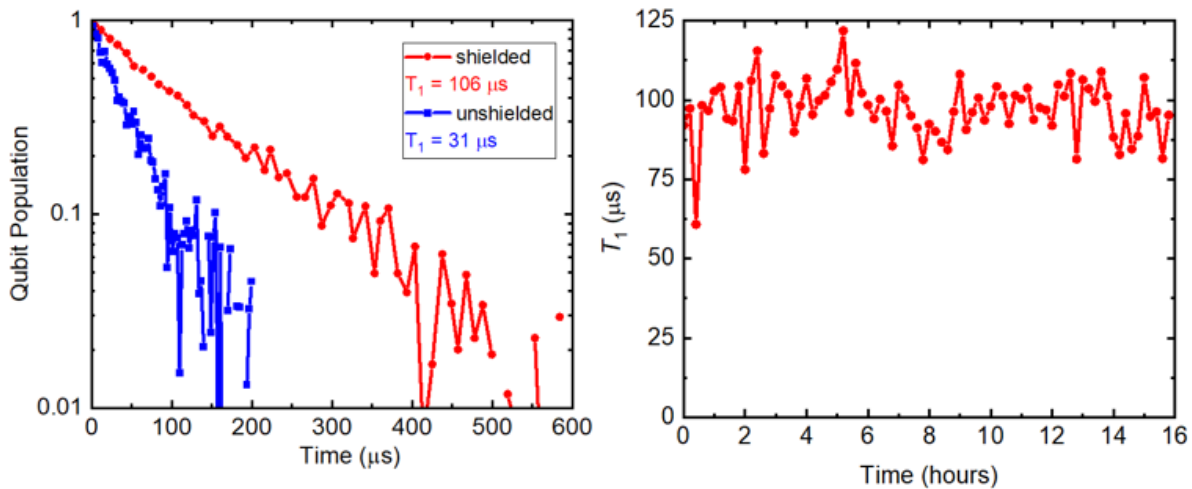 Qubit Population
1
0.1
0.01
shielded
T₁ = 106 μs
unshielded
T₁ = 31 μs
0 100 200 300 400 500 600
Time (μs)
T₁ (μs)
125
100
75
50
25
0
0 2 4 6 8 10 12 14 16
Time (hours)